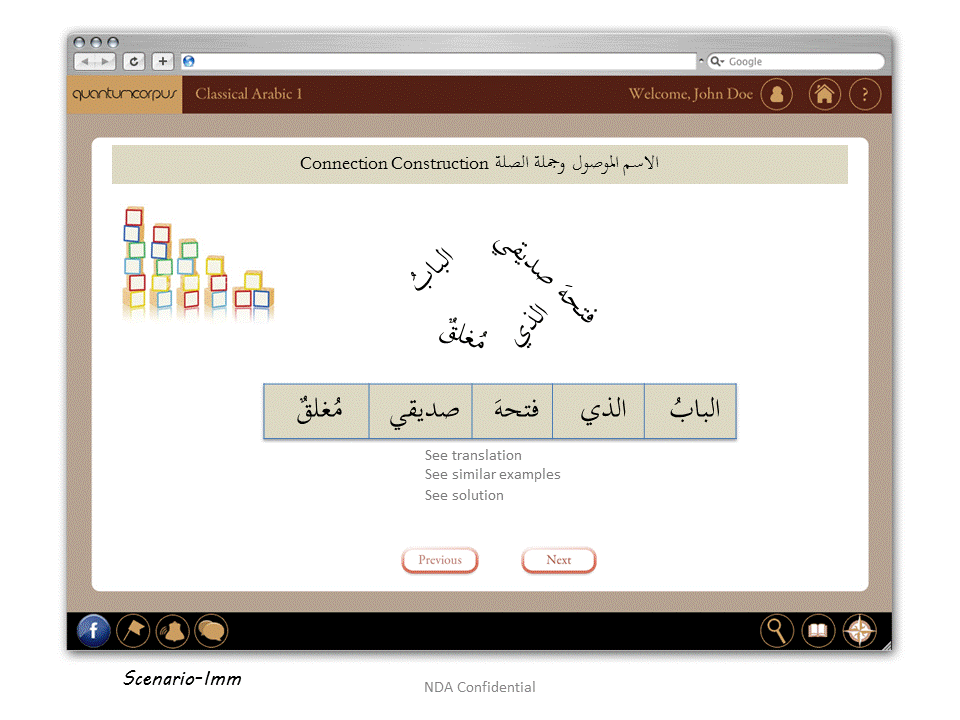 Google
quantumcorpus Classical Arabic 1 Welcome, John Doe ?
Connection Construction الاسم الموصول وجملة الصلة
البابُ
صديقي
فتحهَ
الذي
مُغلقٌ
البابُ الذي فتحهَ صديقي مُغلقٌ
See translation
See similar examples
See solution
Previous Next
f
Scenario-Imm
NDA Confidential